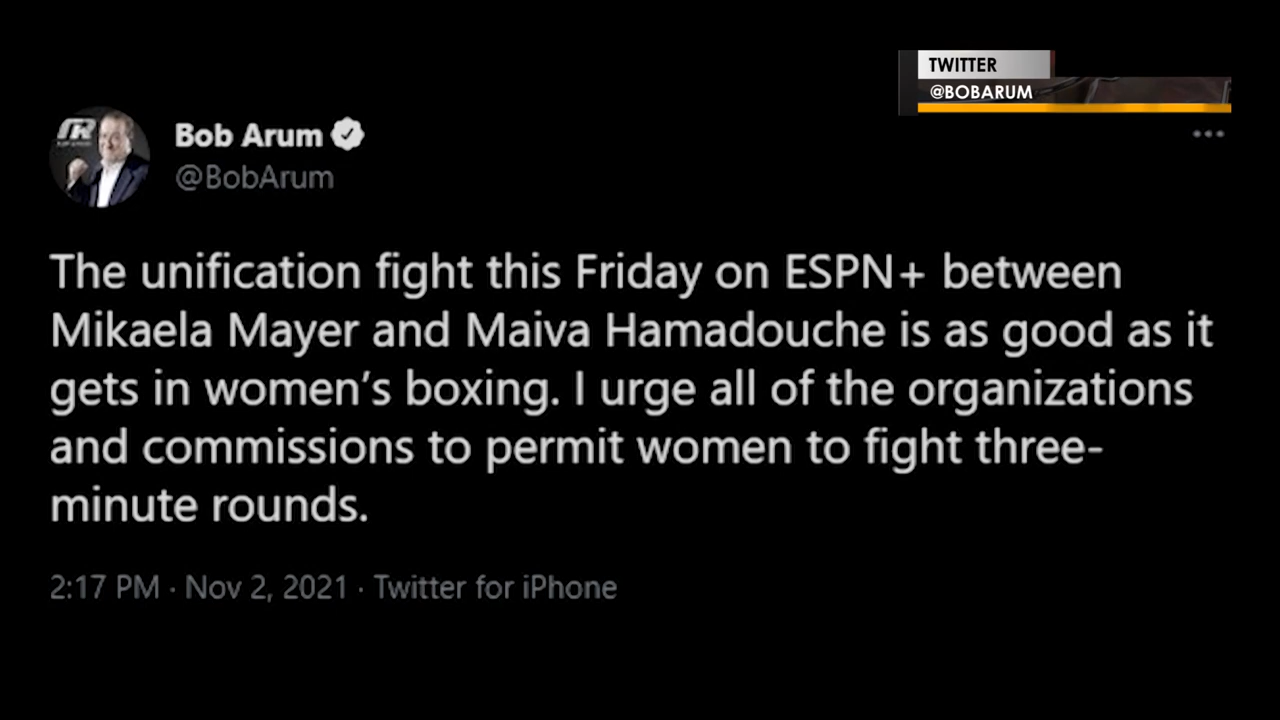 TWITTER
@BOBARUM
Bob Arum
@BobArum
The unification fight this Friday on ESPN+ between
Mikaela Mayer and Maiva Hamadouche is as good as it
gets in women’s boxing. I urge all of the organizations
and commissions to permit women to fight three-
minute rounds.
2:17 PM · Nov 2, 2021 · Twitter for iPhone